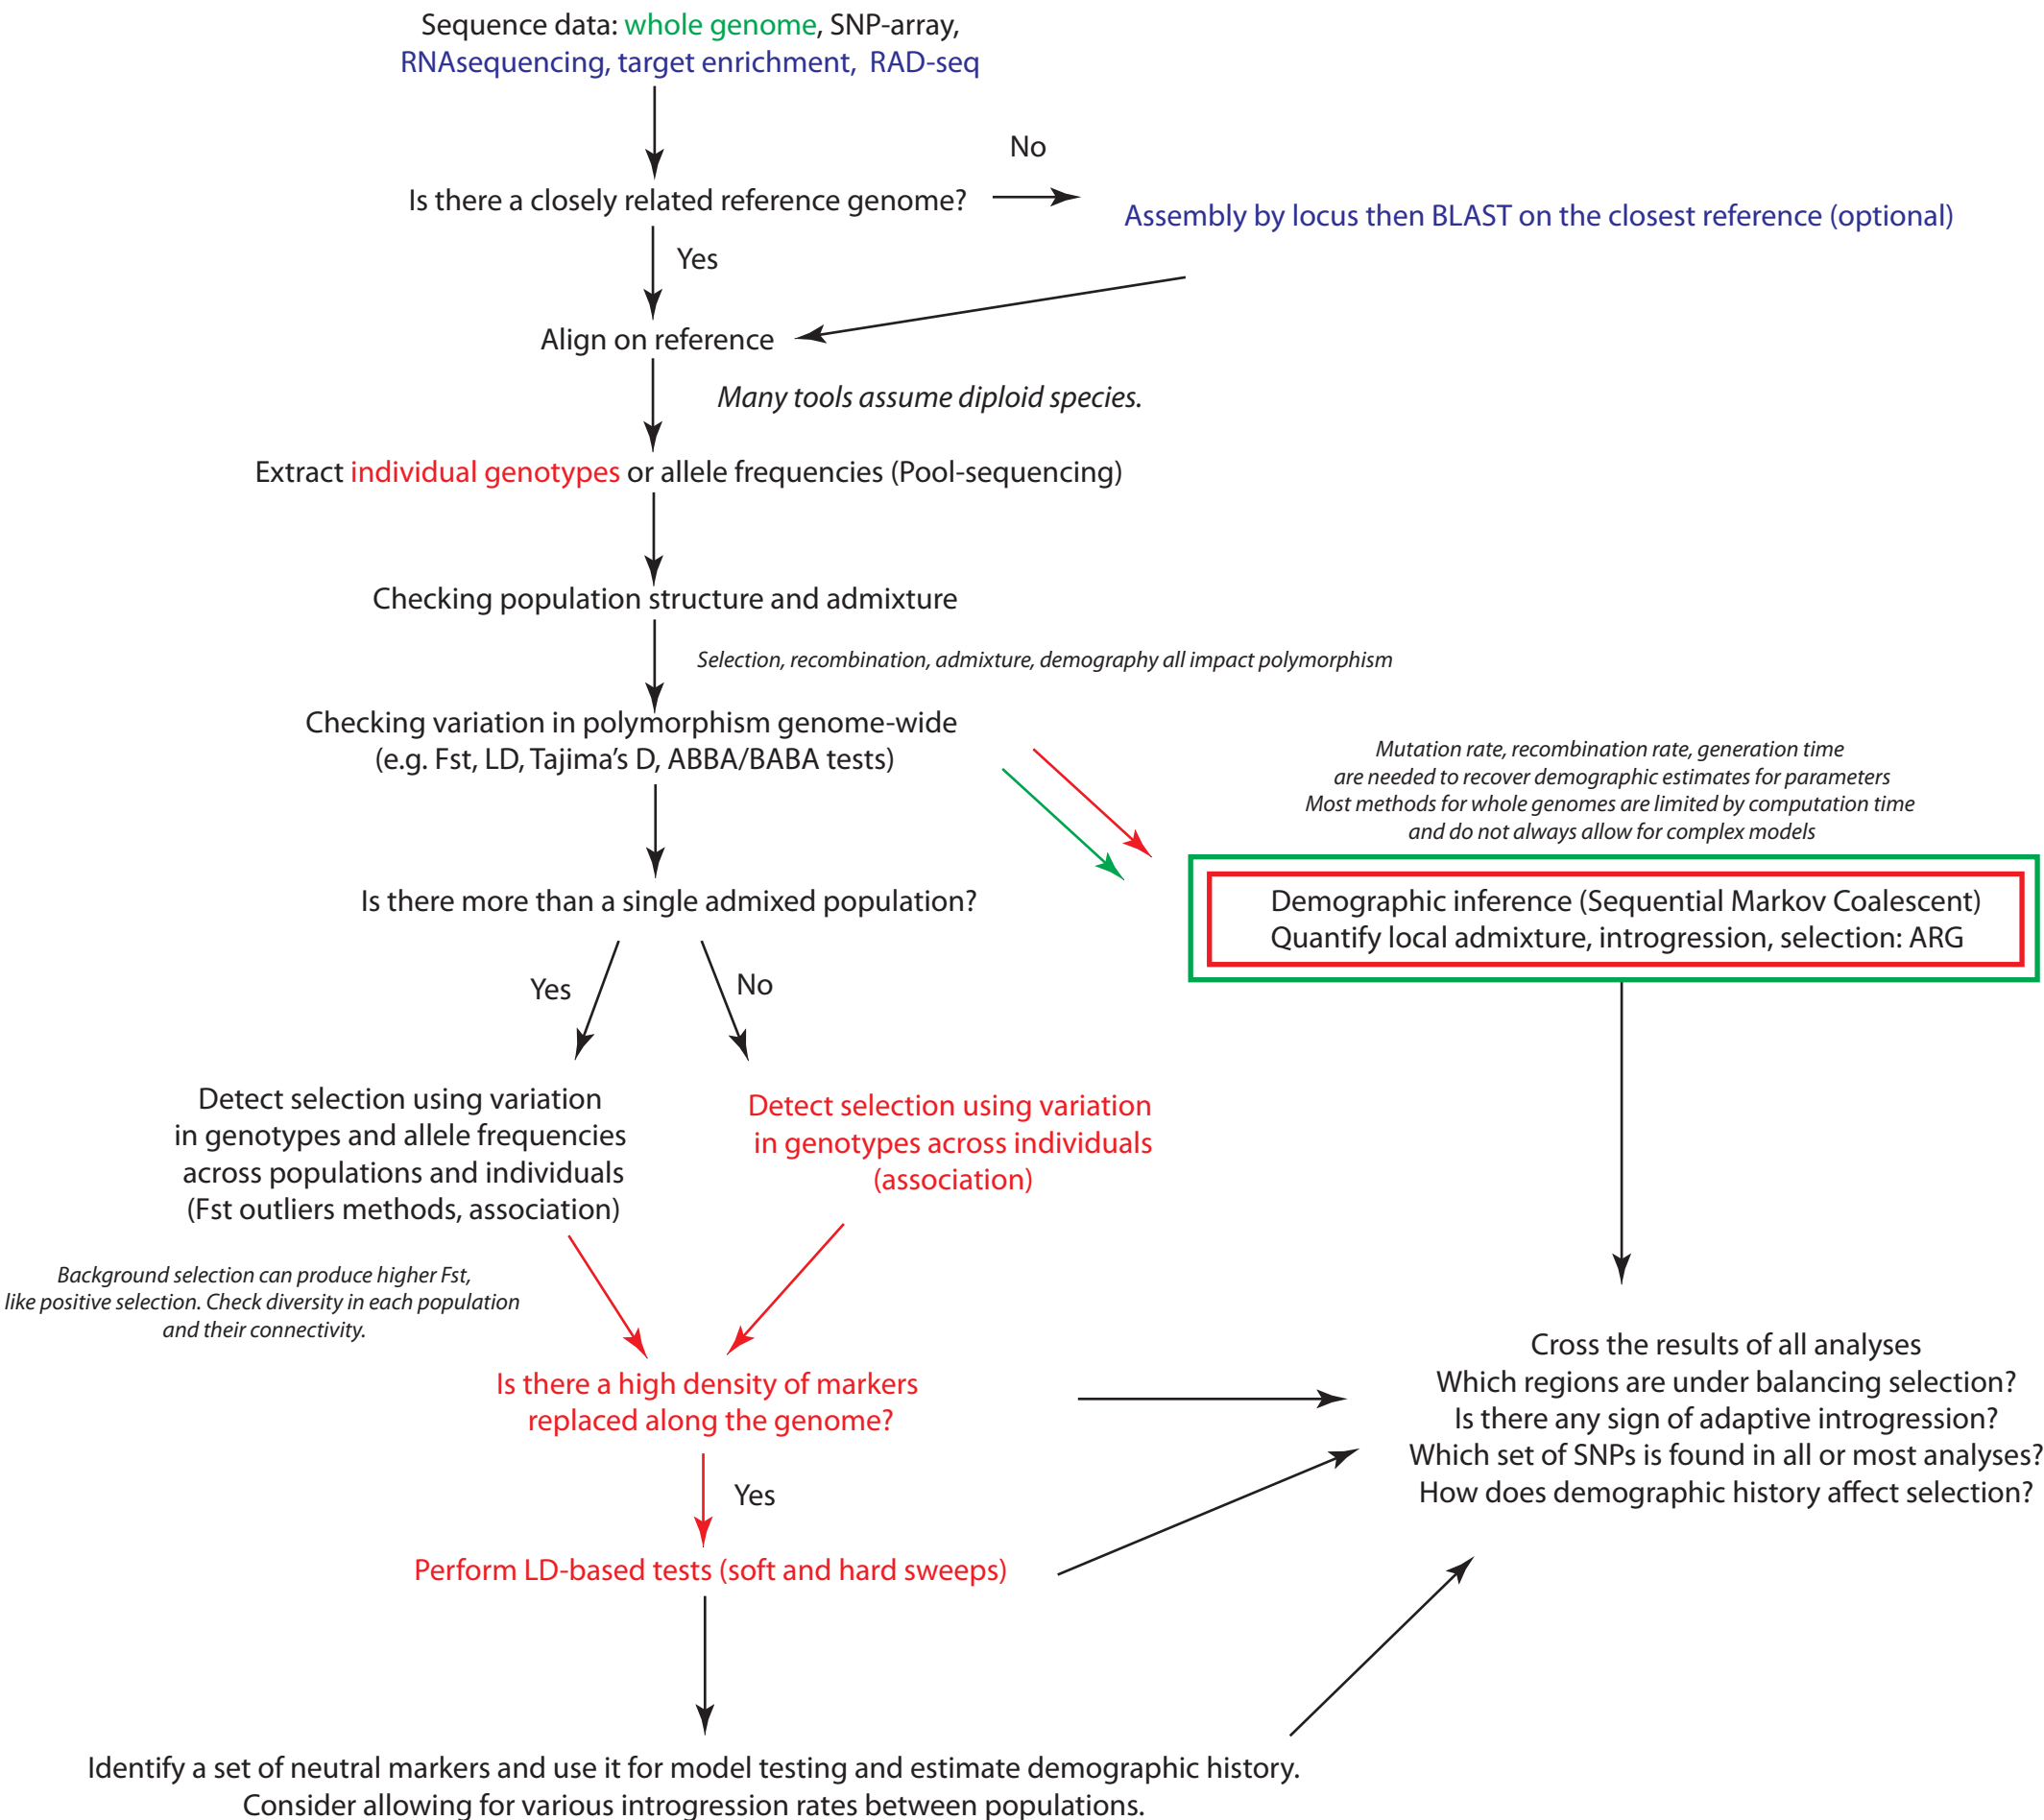 Sequence data: whole genome, SNP-array,
RNAsequencing, target enrichment, RAD-seq
No
Is there a closely related reference genome?
Assembly by locus then BLAST on the closest reference (optional)
Yes
Align on reference
Many tools assume diploid species.
Extract individual genotypes or allele frequencies (Pool-sequencing)
Checking population structure and admixture
Selection, recombination, admixture, demography all impact polymorphism
Checking variation in polymorphism genome-wide
(e.g. Fst, LD, Tajima's D, ABBA/BABA tests)
Mutation rate, recombination rate, generation time
are needed to recover demographic estimates for parameters
Most methods for whole genomes are limited by computation time
and do not always allow for complex models
Is there more than a single admixed population?
Demographic inference (Sequential Markov Coalescent)
Quantify local admixture, introgression, selection: ARG
Yes
No
Detect selection using variation
in genotypes and allele frequencies
across populations and individuals
(Fst outliers methods, association)
Detect selection using variation
in genotypes across individuals
(association)
Background selection can produce higher Fst,
like positive selection. Check diversity in each population
and their connectivity.
Is there a high density of markers
replaced along the genome?
Cross the results of all analyses
Which regions are under balancing selection?
Is there any sign of adaptive introgression?
Which set of SNPs is found in all or most analyses?
How does demographic history affect selection?
Yes
Perform LD-based tests (soft and hard sweeps)
Identify a set of neutral markers and use it for model testing and estimate demographic history.
Consider allowing for various introgression rates between populations.